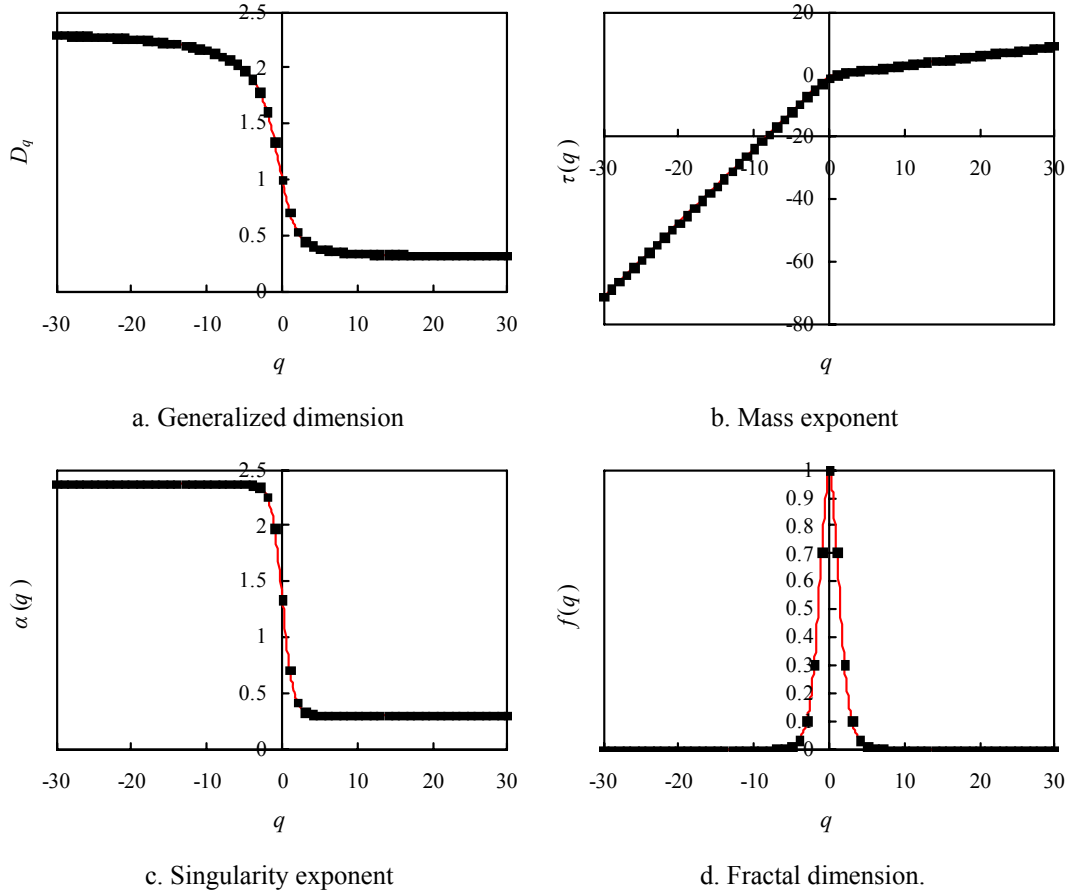 2.5
2
1.5
1
0.5
0
-30 -20 -10 0 10 20 30
D_q
q
a. Generalized dimension
20
0
-20
-40
-60
-80
-30 -20 -10 0 10 20 30
τ(q)
q
b. Mass exponent
2.5
2
1.5
1
0.5
0
-30 -20 -10 0 10 20 30
α(q)
q
c. Singularity exponent
1
0.9
0.8
0.7
0.6
0.5
0.4
0.3
0.2
0.1
0
-30 -20 -10 0 10 20 30
f(q)
q
d. Fractal dimension.